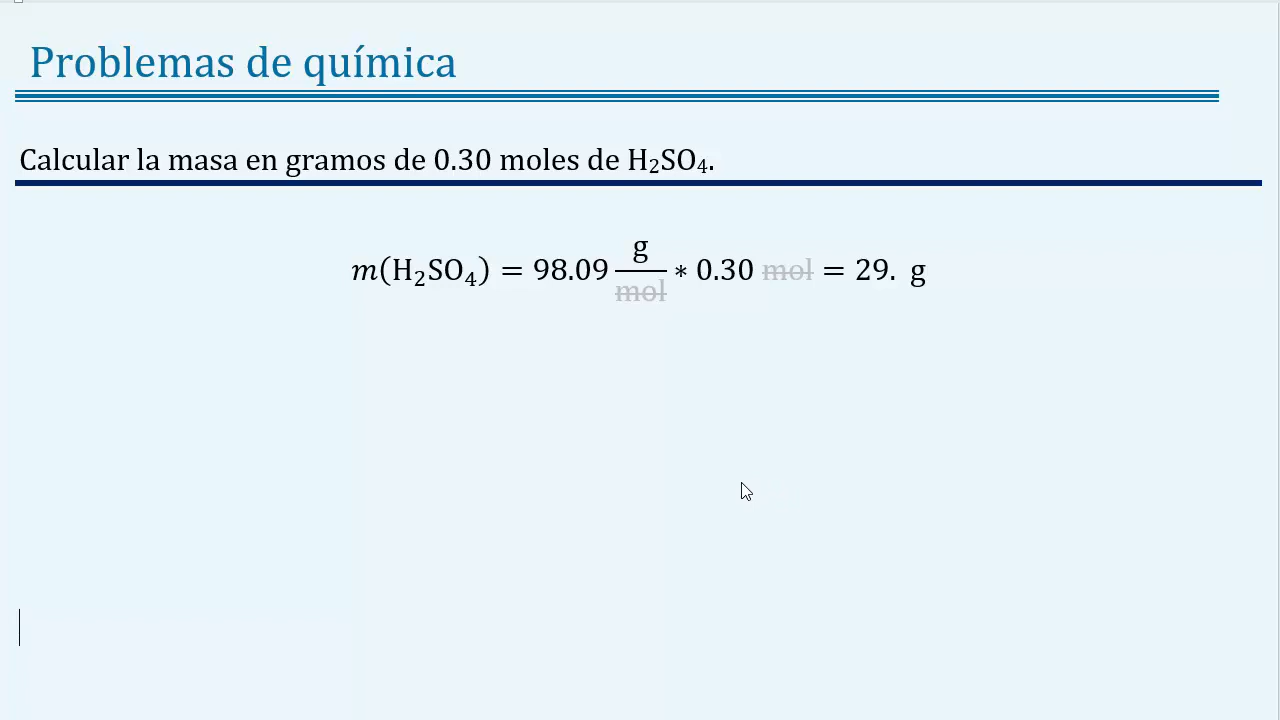 Problemas de química
Calcular la masa en gramos de 0.30 moles de H₂SO₄.
m(H₂SO₄) = 98.09 g/mol * 0.30 mol = 29. g